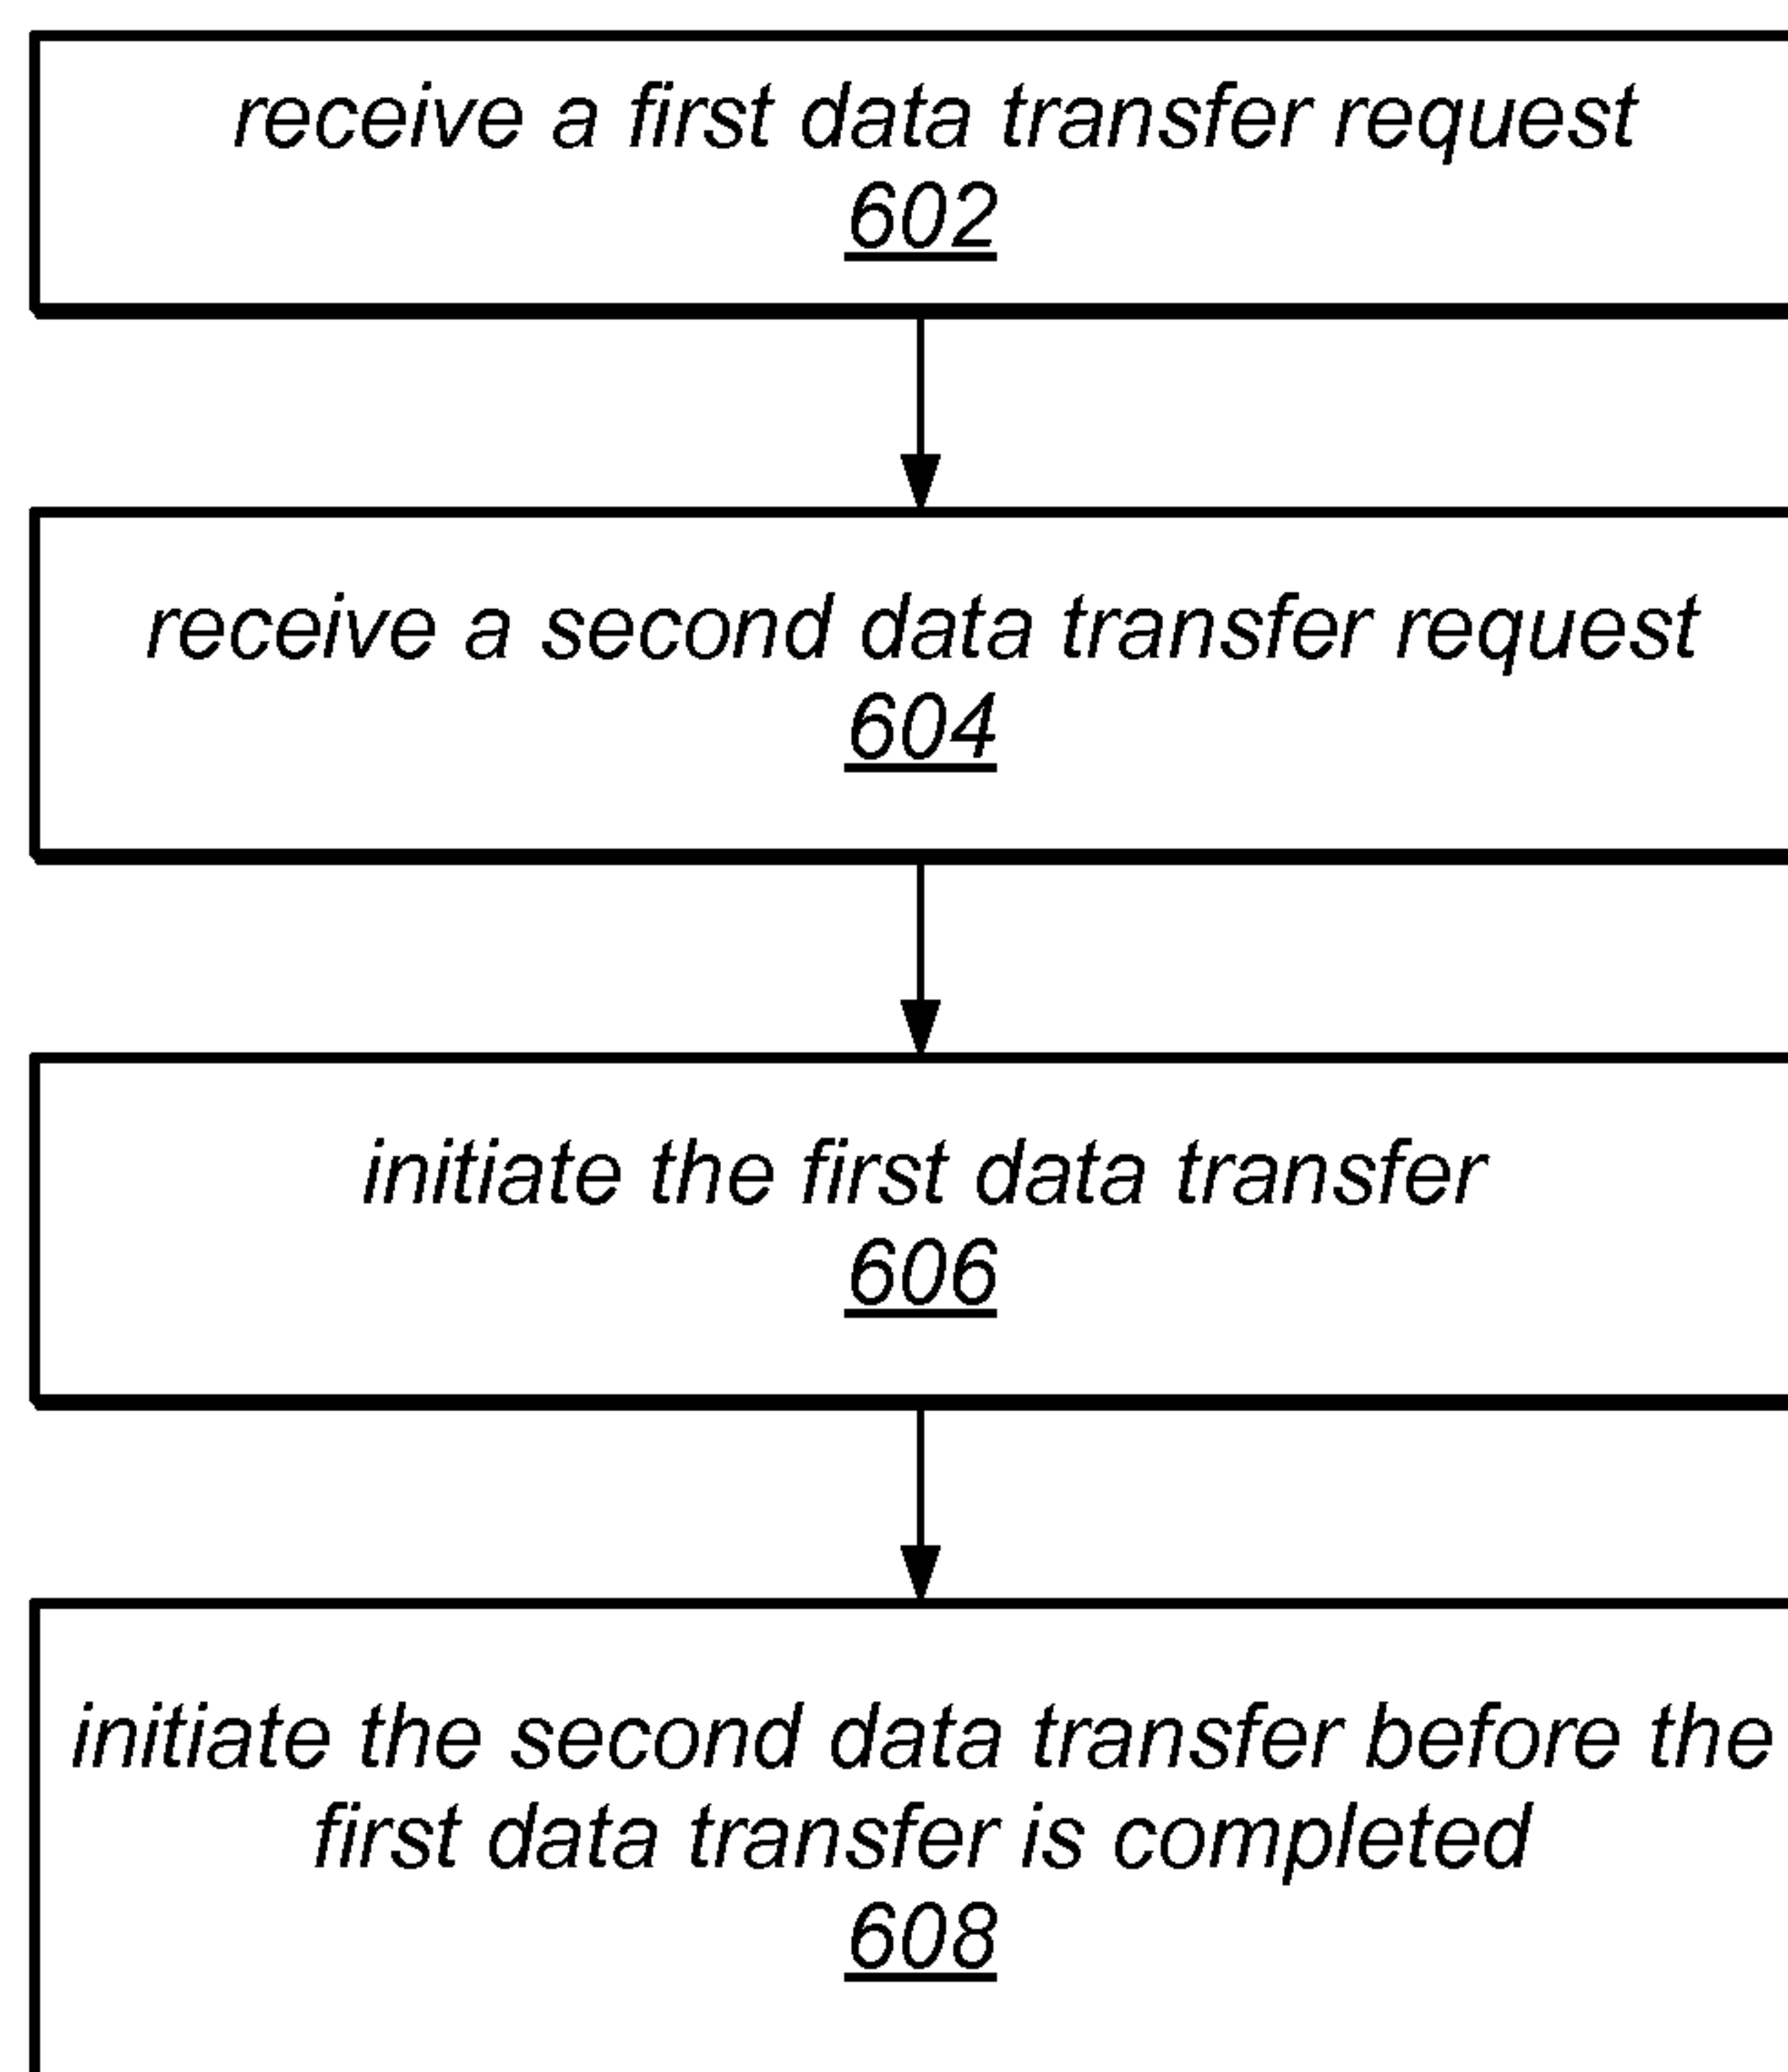 receive a first data transfer request
602
receive a second data transfer request
604
initiate the first data transfer
606
initiate the second data transfer before the
first data transfer is completed
608